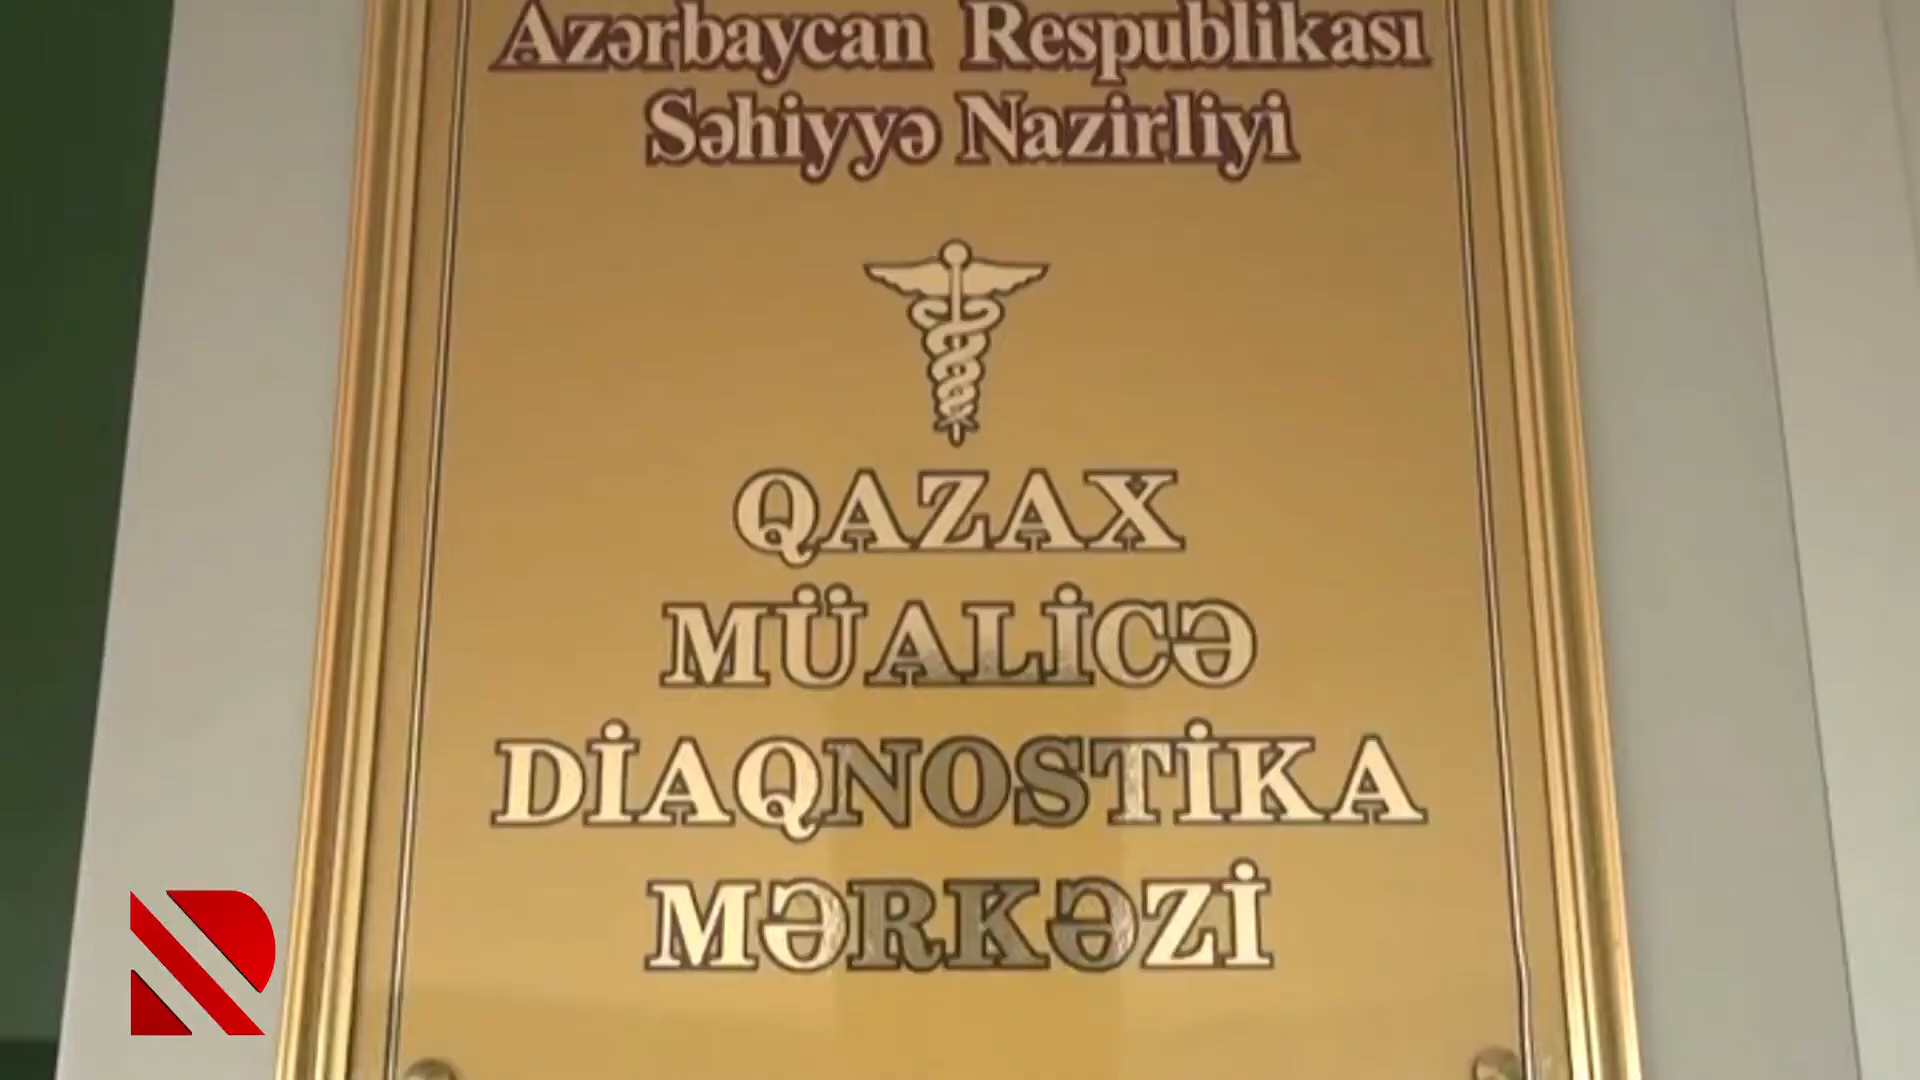 Azərbaycan Respublikası
Səhiyyə Nazirliyi
QAZAX
MÜALİCƏ
DİAQNOSTİKA
MƏRKƏZİ